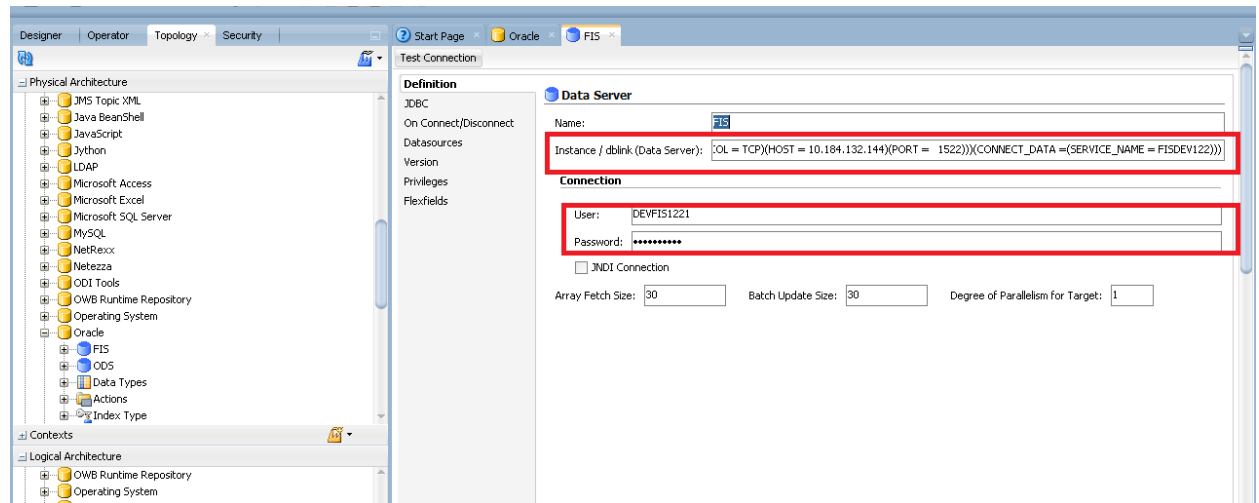 Designer Operator Topology Security
Start Page Oracle FIS
Test Connection
Physical Architecture
JMS Topic XML
Java BeanShell
JavaScript
Jython
LDAP
Microsoft Access
Microsoft Excel
Microsoft SQL Server
MySQL
NetRexx
Netezza
ODI Tools
OWB Runtime Repository
Operating System
Oracle
FIS
ODS
Data Types
Actions
Index Type
Contexts
Logical Architecture
OWB Runtime Repository
Operating System
Definition
JDBC
On Connect/Disconnect
Datasources
Version
Privileges
Flexfields
Data Server
Name: FIS
Instance / dblink (Data Server): COL = TCP)(HOST = 10.184.132.144)(PORT = 1522)))(CONNECT_DATA =(SERVICE_NAME = FISDEV122)))
Connection
User: DEVFIS1221
Password: ••••••••••
JNDI Connection
Array Fetch Size: 30 Batch Update Size: 30 Degree of Parallelism for Target: 1